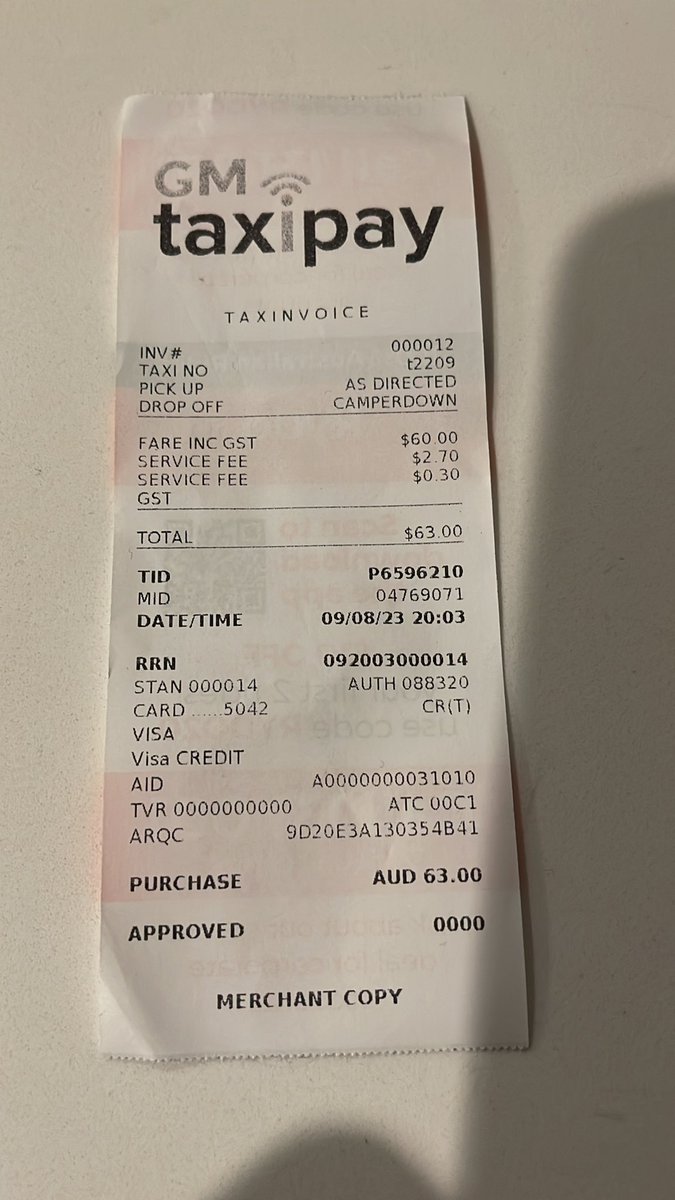 GM
taxipay
TAXINVOICE
INV# 000012
TAXI NO t2209
PICK UP AS DIRECTED
DROP OFF CAMPERDOWN
FARE INC GST $60.00
SERVICE FEE $2.70
SERVICE FEE $0.30
GST
TOTAL $63.00
TID P6596210
MID 04769071
DATE/TIME 09/08/23 20:03
RRN 092003000014
STAN 000014 AUTH 088320
CARD ......5042 CR(T)
VISA
Visa CREDIT
AID A0000000031010
TVR 0000000000 ATC 00C1
ARQC 9D20E3A130354B41
PURCHASE AUD 63.00
APPROVED 0000
MERCHANT COPY